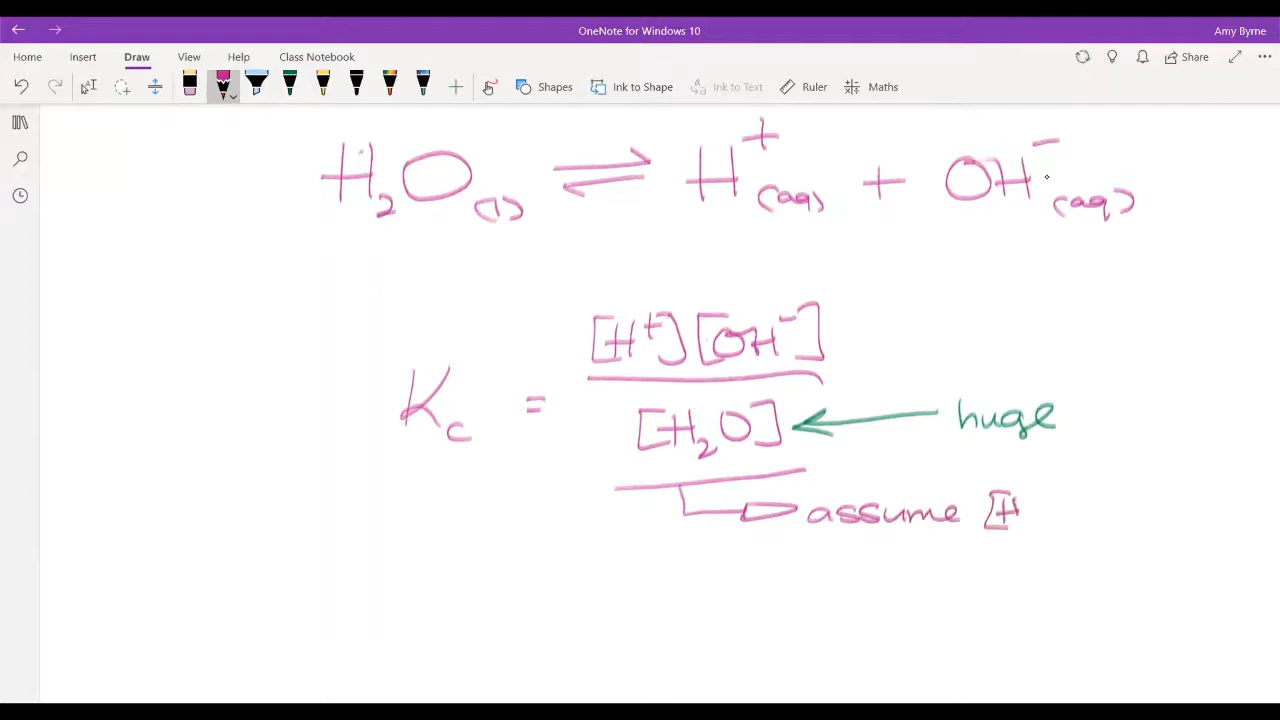 OneNote for Windows 10
Amy Byrne
Home Insert Draw View Help Class Notebook Share
Shapes Ink to Shape Ink to Text Ruler Maths
H₂O(l) ⇌ H⁺(aq) + OH⁻(aq)
[H⁺][OH⁻]
Kc =
[H₂O] ← huge
assume [H